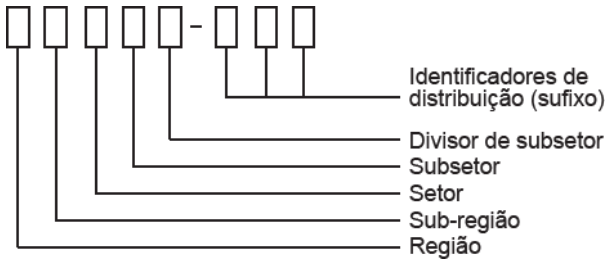 -
Identificadores de
distribuição (sufixo)
Divisor de subsetor
Subsetor
Setor
Sub-região
Região